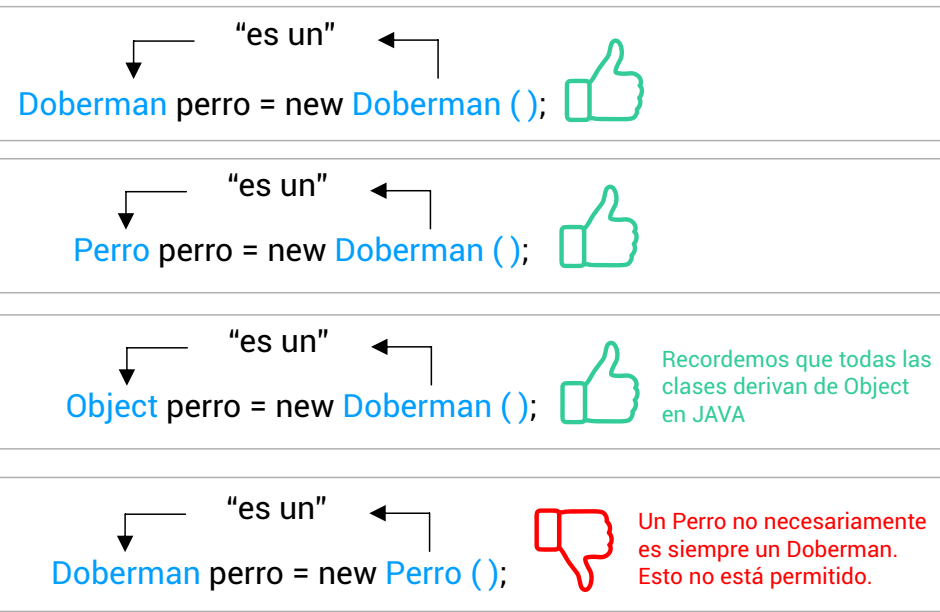 “es un”
Doberman perro = new Doberman ( );
“es un”
Perro perro = new Doberman ( );
“es un”
Object perro = new Doberman ( );
Recordemos que todas las
clases derivan de Object
en JAVA
“es un”
Doberman perro = new Perro ( );
Un Perro no necesariamente
es siempre un Doberman.
Esto no está permitido.